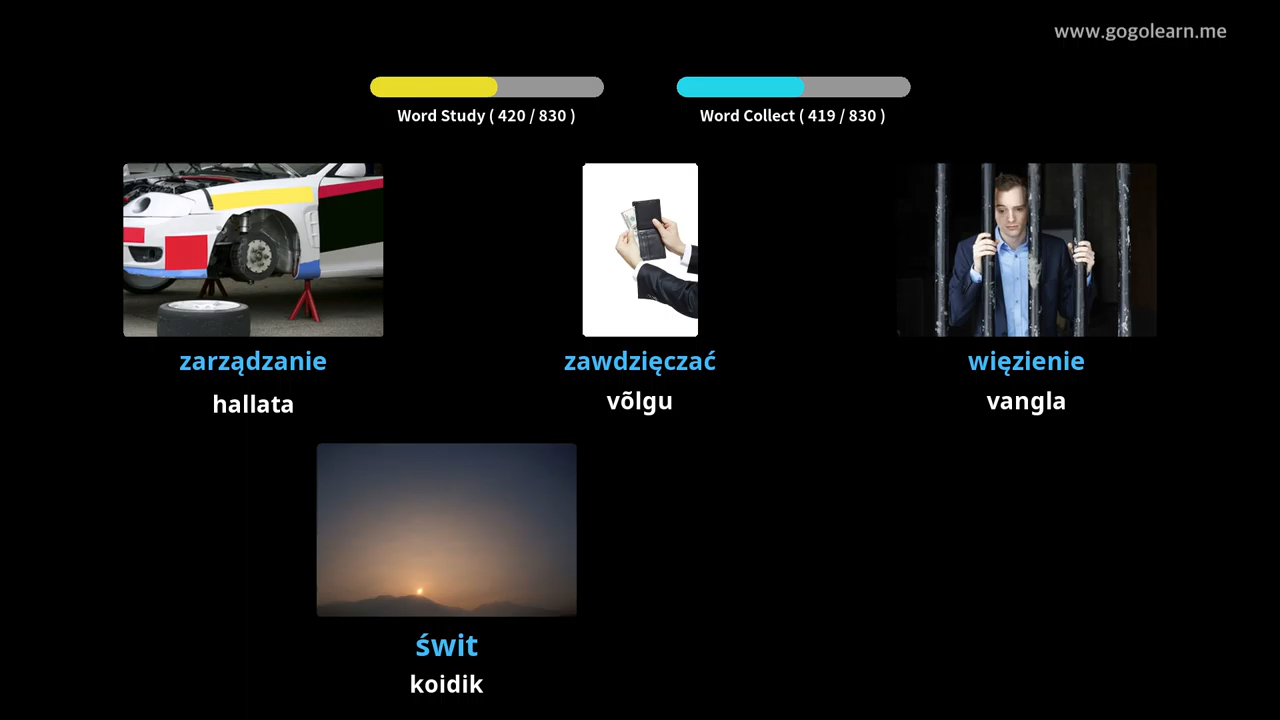 www.gogolearn.me
Word Study ( 420 / 830 )
Word Collect ( 419 / 830 )
zarządzanie
hallata
zawdzięczać
võlgu
więzienie
vangla
świt
koidik